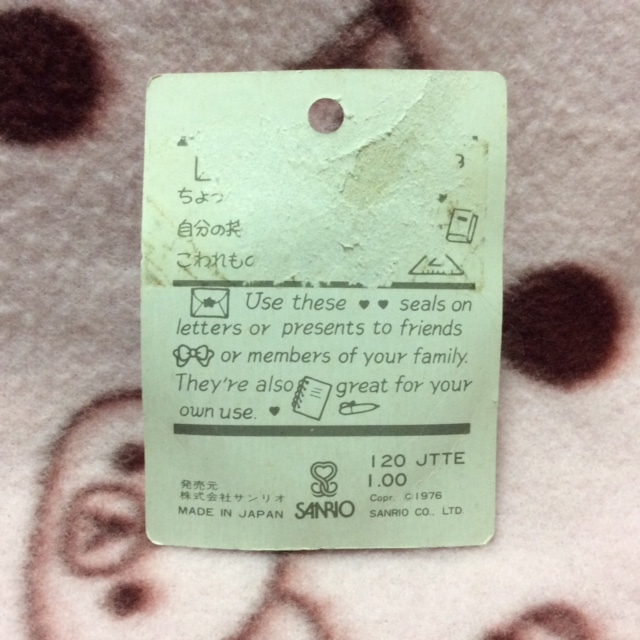 ちょっ
自分の持
こわれもの
Use these ♥ ♥ seals on
letters or presents to friends
or members of your family.
They're also great for your
own use. ♥
120 JTTE
1.00
発売元
株式会社サンリオ
MADE IN JAPAN
SANRIO
Copr. ©1976
SANRIO CO., LTD.